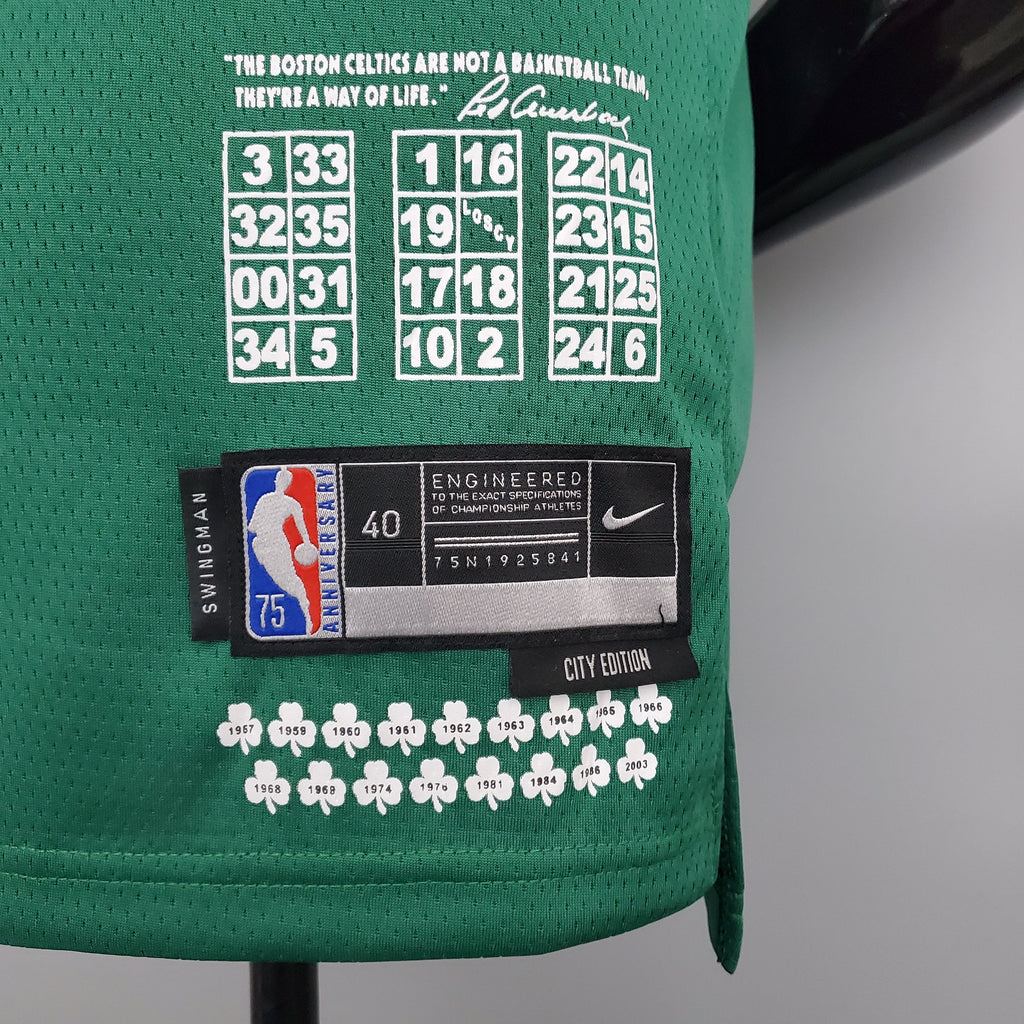 "THE BOSTON CELTICS ARE NOT A BASKETBALL TEAM,
THEY'RE A WAY OF LIFE." Red Auerbach
3 33 1 16 22 14
32 35 19 LOSCY 23 15
00 31 17 18 21 25
34 5 10 2 24 6
SWINGMAN
75
ANNIVERSARY
40
ENGINEERED
TO THE EXACT SPECIFICATIONS
OF CHAMPIONSHIP ATHLETES
75N1925841
CITY EDITION
1957 1959 1960 1961 1962 1963 1964 1965 1966
1968 1969 1974 1976 1981 1984 1986 2003